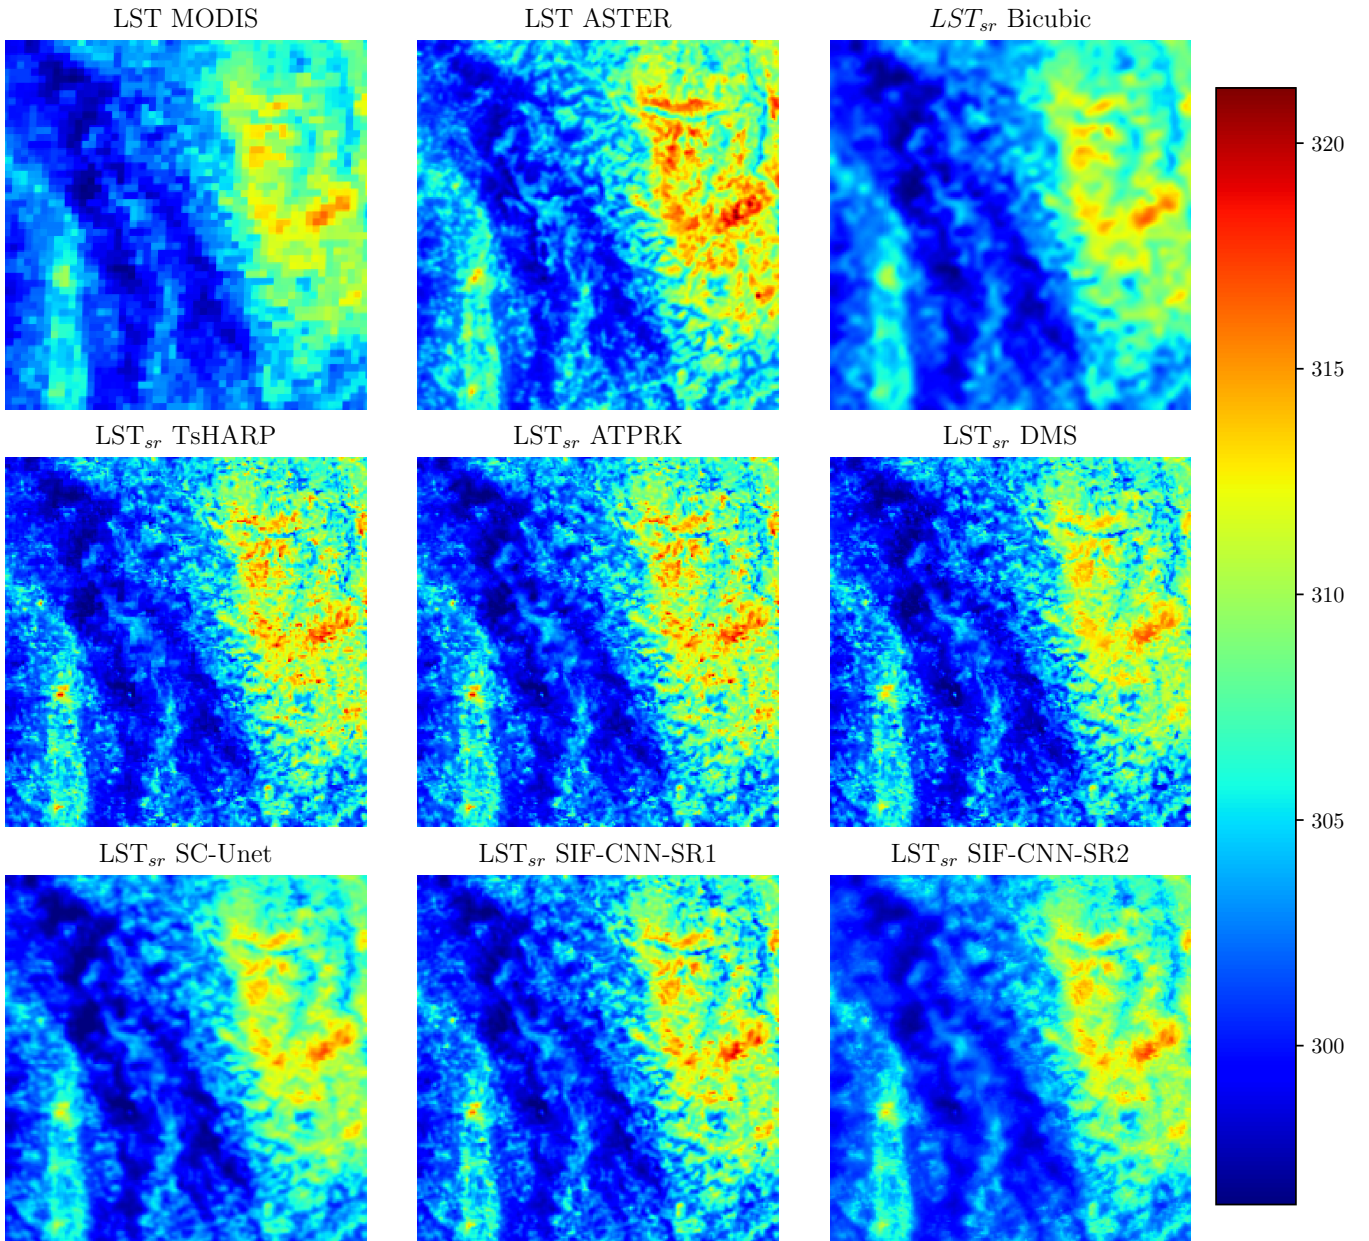 LST MODIS
LST ASTER
LST_sr Bicubic
320
315
310
305
300
LST_sr TsHARP
LST_sr ATPRK
LST_sr DMS
LST_sr SC-Unet
LST_sr SIF-CNN-SR1
LST_sr SIF-CNN-SR2